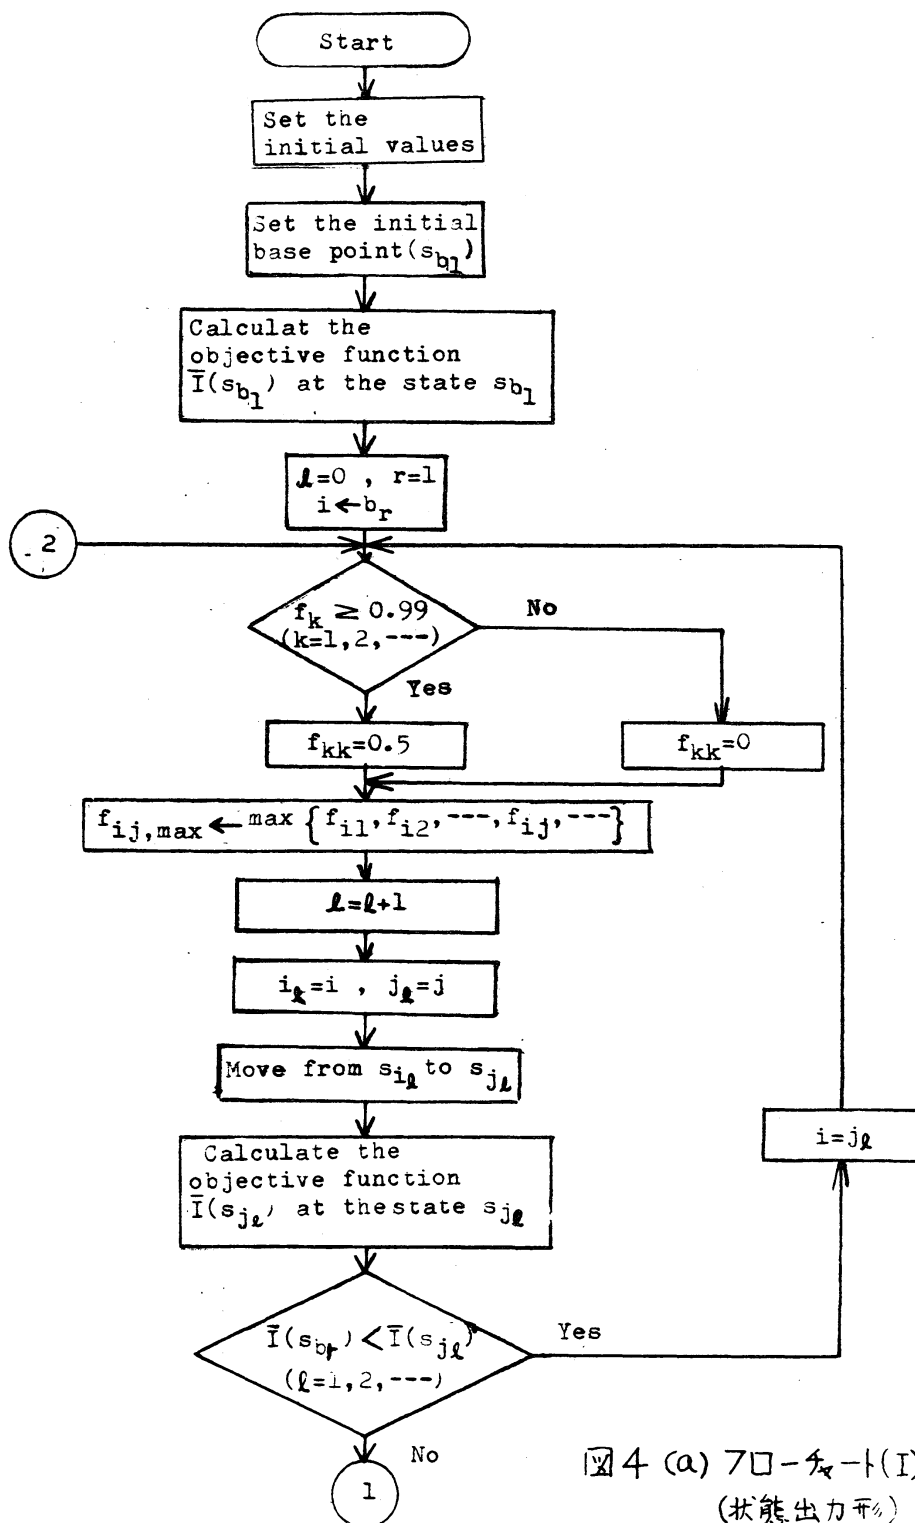 Start
Set the
initial values
Set the initial
base point(s_b1)
Calculat the
objective function
Ī(s_b1) at the state s_b1
ℓ=0 , r=1
i←b_r
2
f_k ≥ 0.99
(k=1,2,---)
No
Yes
f_kk=0.5
f_kk=0
f_ij,max ← max {f_i1,f_i2,---,f_ij,---}
ℓ=ℓ+1
i_ℓ=i , j_ℓ=j
Move from s_iℓ to s_jℓ
i=j_ℓ
Calculate the
objective function
Ī(s_jℓ) at the state s_jℓ
Ī(s_br) < Ī(s_jℓ)
(ℓ=1,2,---)
Yes
No
1
図4 (a) フローチャート(I)
(状態出力形)